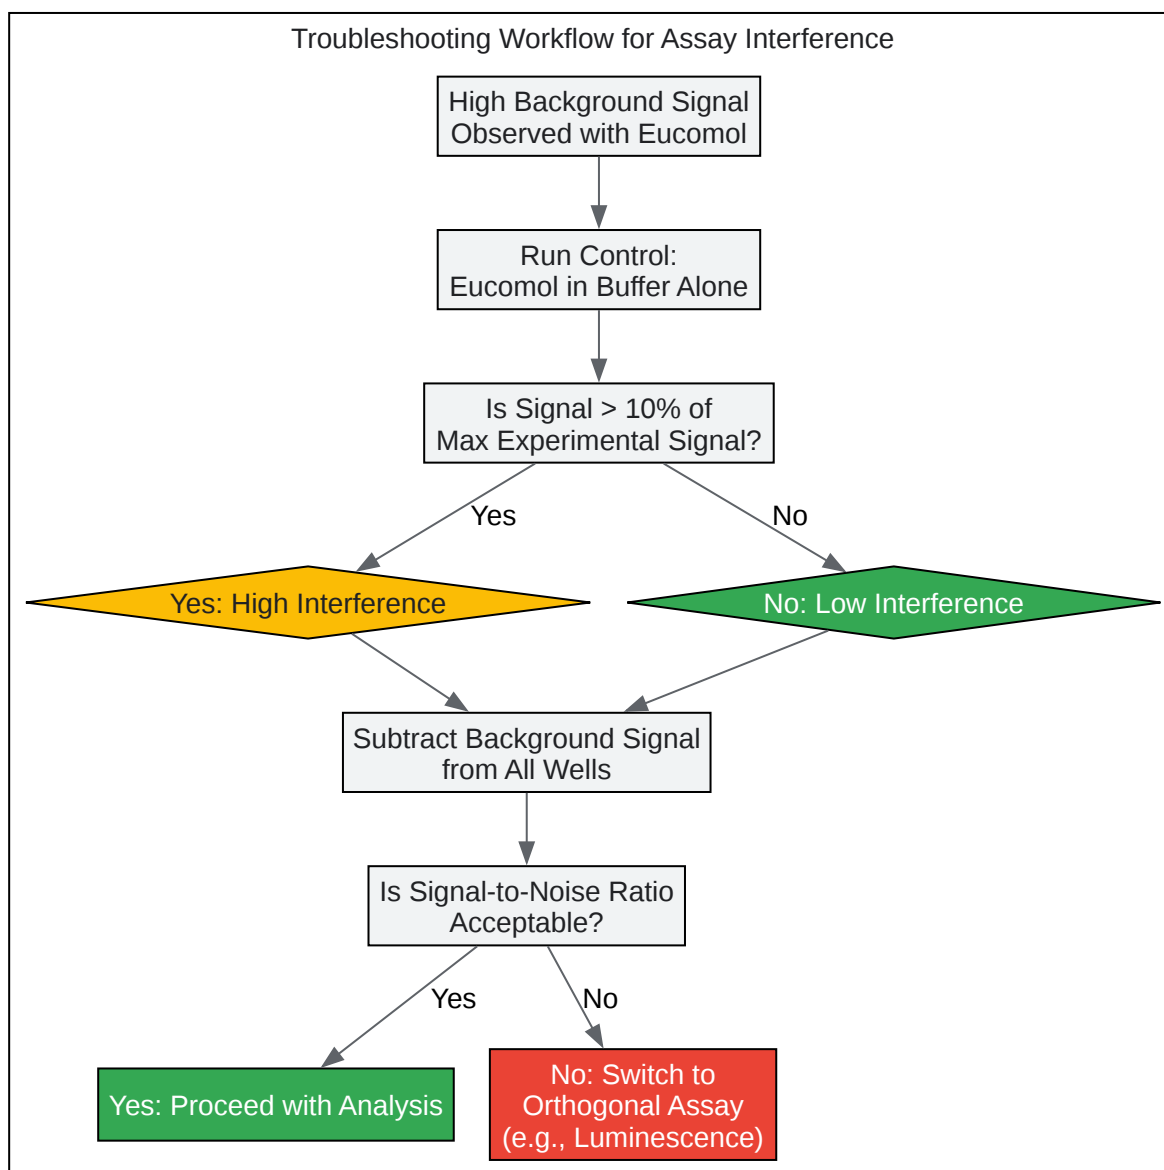 Troubleshooting Workflow for Assay Interference
High Background Signal
Observed with Eucomol
Run Control:
Eucomol in Buffer Alone
Is Signal > 10% of
Max Experimental Signal?
Yes
No
Yes: High Interference
No: Low Interference
Subtract Background Signal
from All Wells
Is Signal-to-Noise Ratio
Acceptable?
Yes
No
Yes: Proceed with Analysis
No: Switch to
Orthogonal Assay
(e.g., Luminescence)